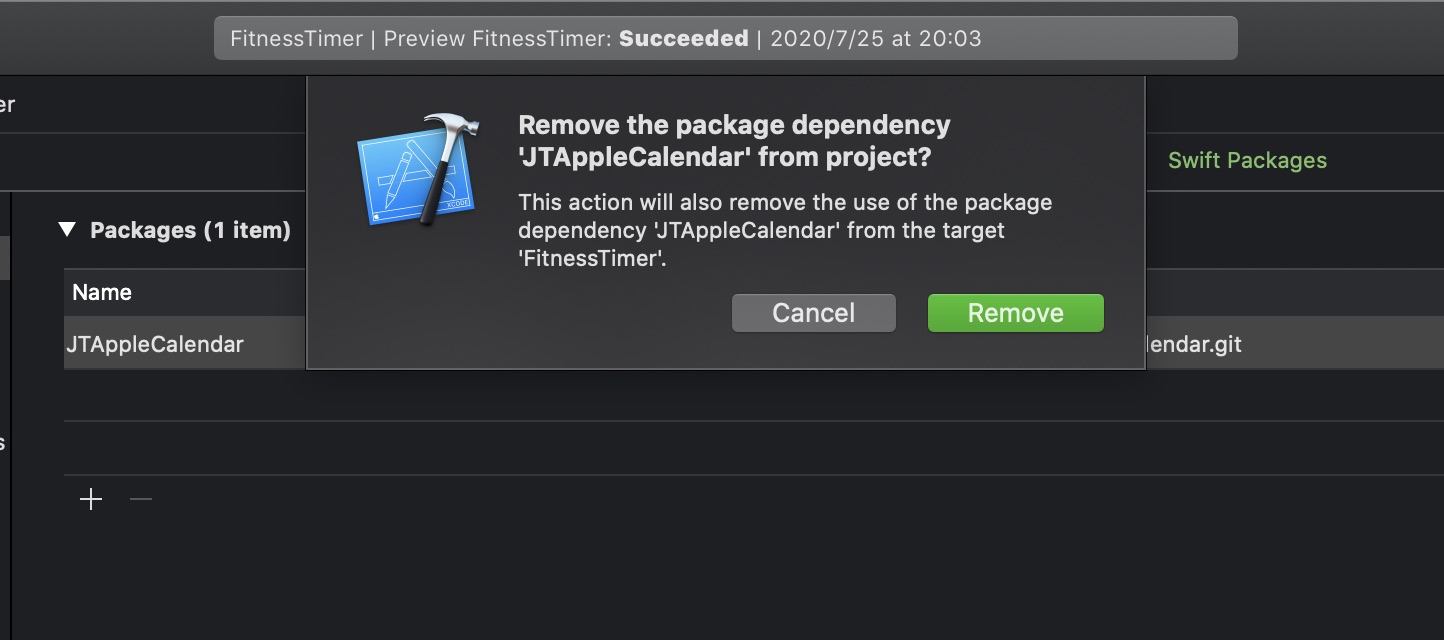 FitnessTimer | Preview FitnessTimer: Succeeded | 2020/7/25 at 20:03
er
Remove the package dependency
'JTAppleCalendar' from project?
Swift Packages
This action will also remove the use of the package
dependency 'JTAppleCalendar' from the target
'FitnessTimer'.
Packages (1 item)
Name
Cancel
Remove
XCODE
JTAppleCalendar
lendar.git
s